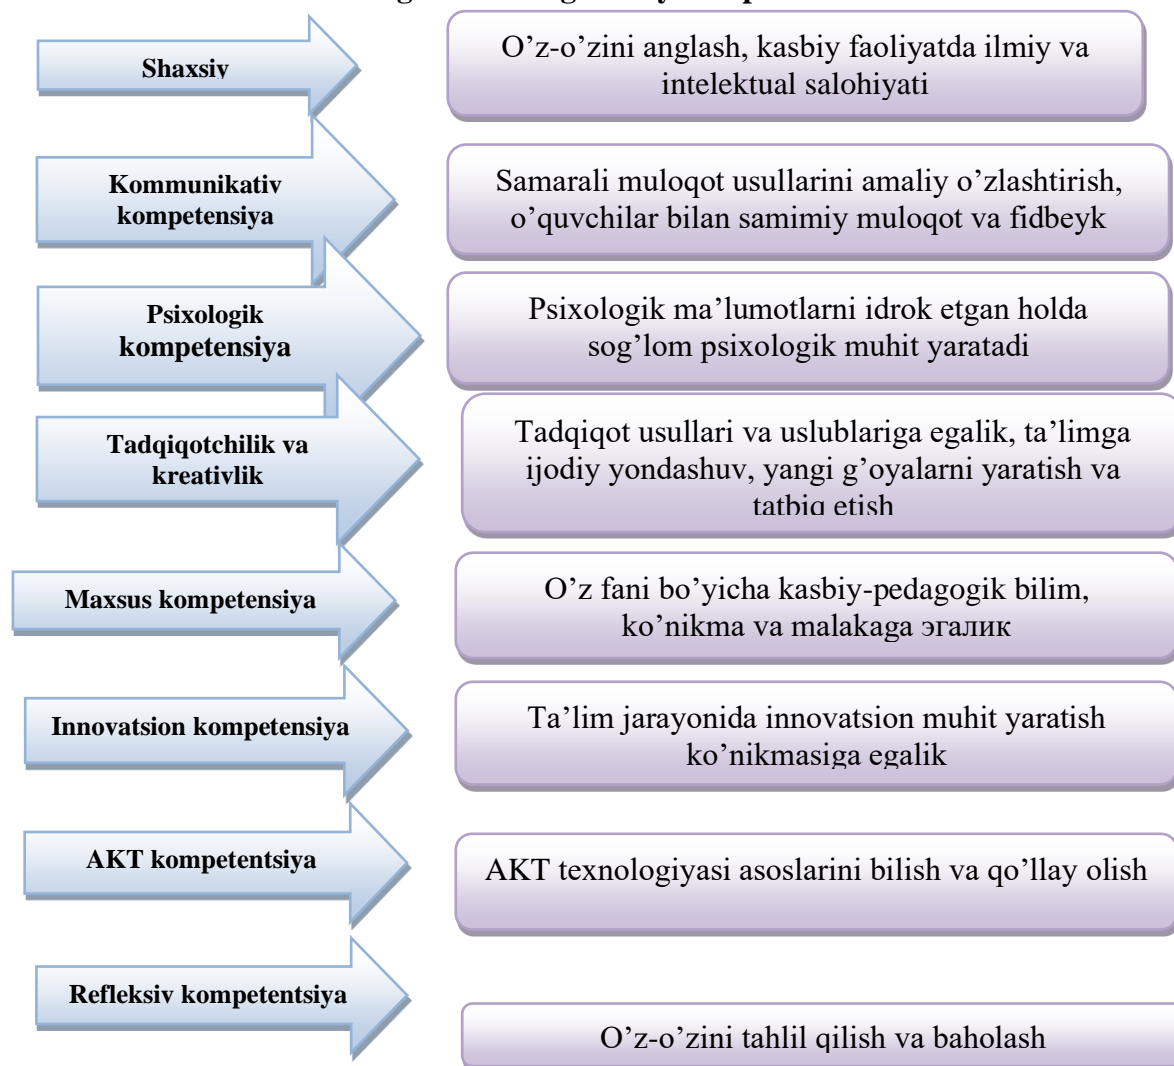 Shaxsiy
O’z-o’zini anglash, kasbiy faoliyatda ilmiy va
intelektual salohiyati
Kommunikativ
kompetensiya
Samarali muloqot usullarini amaliy o’zlashtirish,
o’quvchilar bilan samimiy muloqot va fidbeyk
Psixologik
kompetensiya
Psixologik ma’lumotlarni idrok etgan holda
sog’lom psixologik muhit yaratadi
Tadqiqotchilik va
kreativlik
Tadqiqot usullari va uslublariga egalik, ta’limga
ijodiy yondashuv, yangi g’oyalarni yaratish va
tatbiq etish
Maxsus kompetensiya
O’z fani bo’yicha kasbiy-pedagogik bilim,
ko’nikma va malakaga эгалик
Innovatsion kompetensiya
Ta’lim jarayonida innovatsion muhit yaratish
ko’nikmasiga egalik
AKT kompetentsiya
AKT texnologiyasi asoslarini bilish va qo’llay olish
Refleksiv kompetentsiya
O’z-o’zini tahlil qilish va baholash